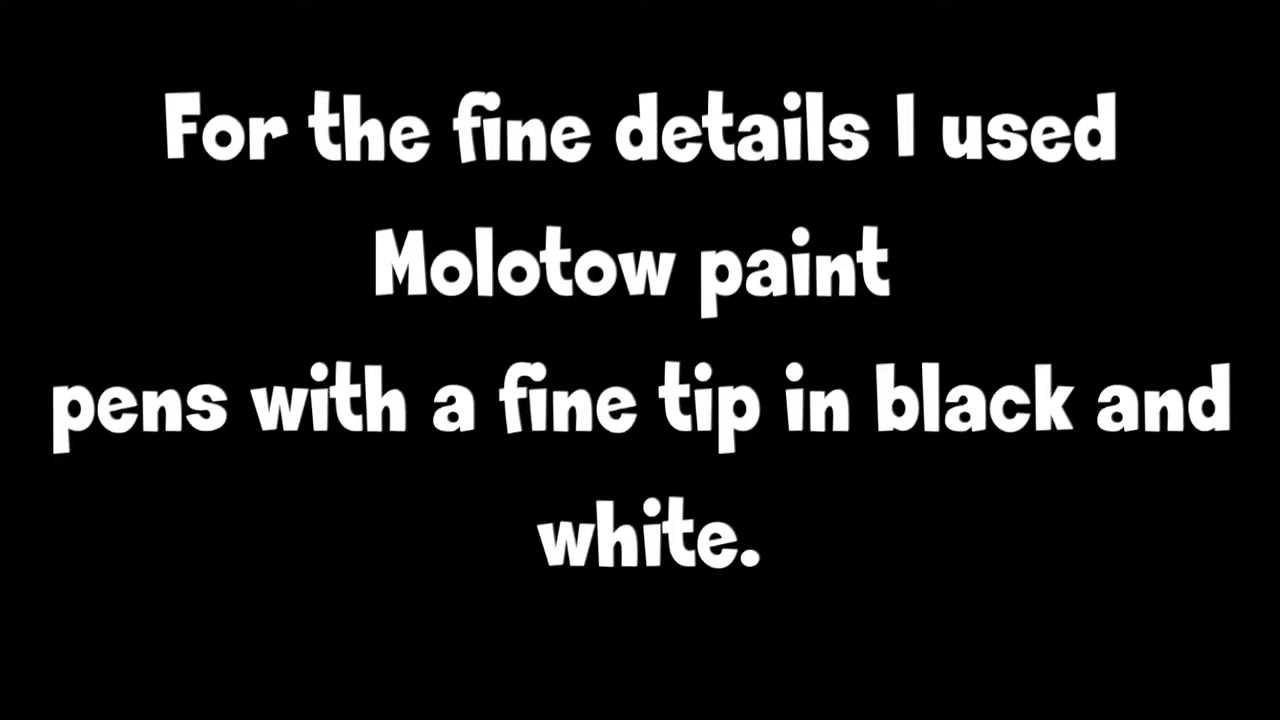 For the fine details I used
Molotow paint
pens with a fine tip in black and
white.